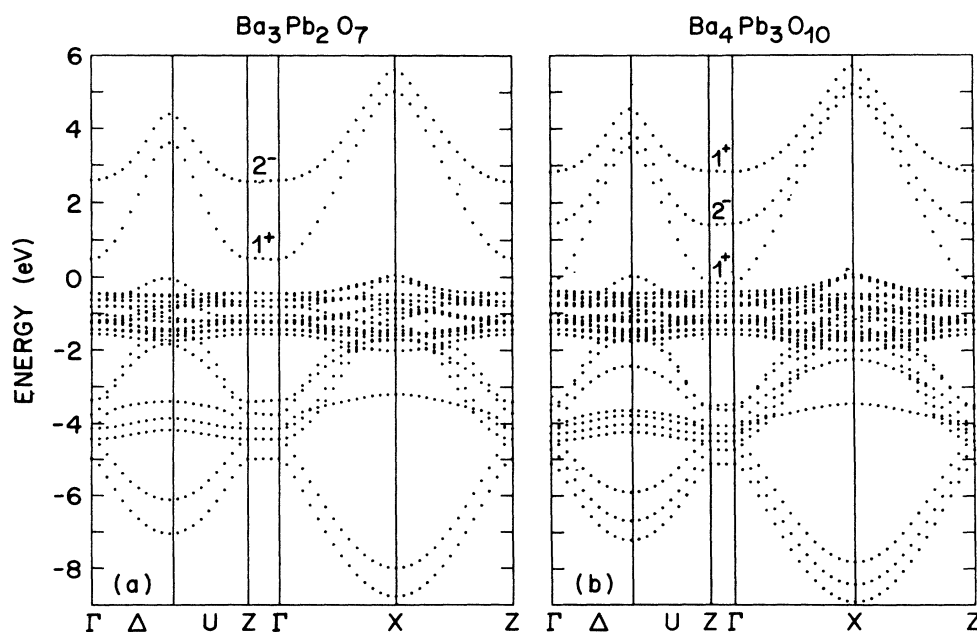 Ba₃Pb₂O₇
Ba₄Pb₃O₁₀
ENERGY (eV)
6
4
2
0
-2
-4
-6
-8
2⁻
1⁺
(a)
1⁺
2⁻
1⁺
(b)
Γ Δ U Z Γ X Z
Γ Δ U Z Γ X Z